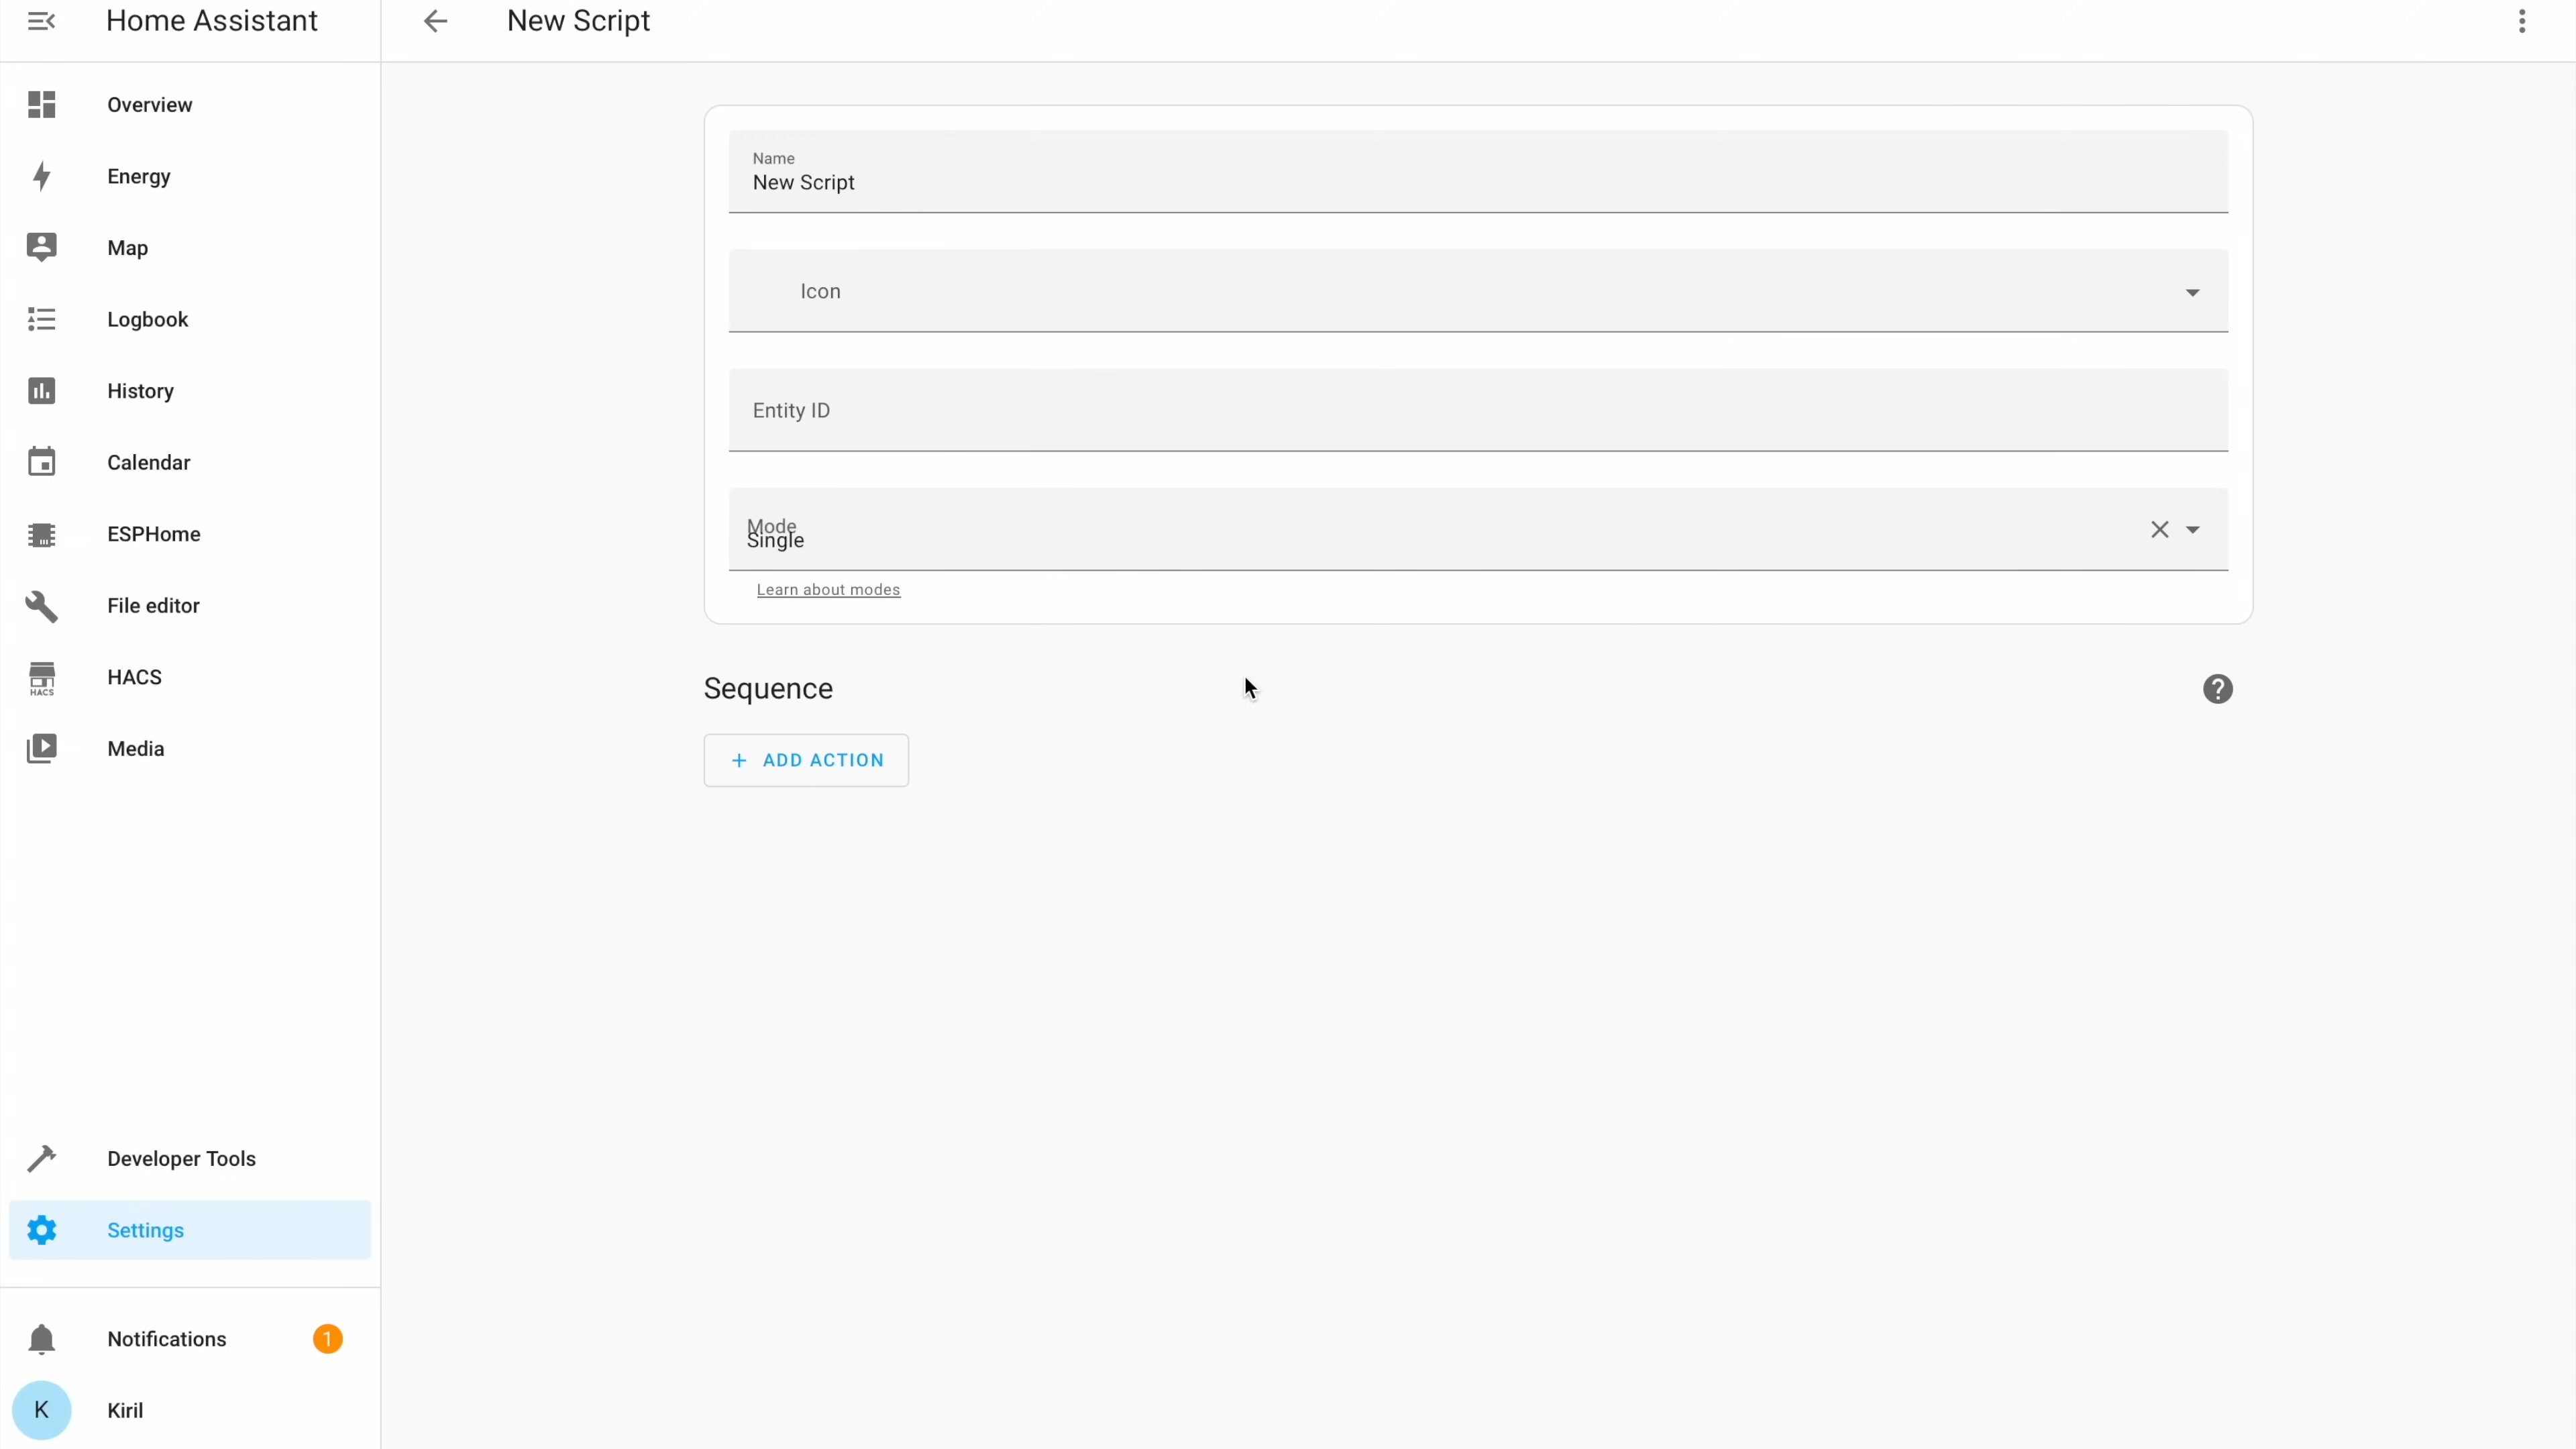 Home Assistant
New Script
Overview
Energy
Map
Logbook
History
Calendar
ESPHome
File editor
HACS
HACS
Media
Developer Tools
Settings
Notifications 1
K Kiril
Name
New Script
Icon
Entity ID
Mode
Single
Learn about modes
Sequence
ADD ACTION